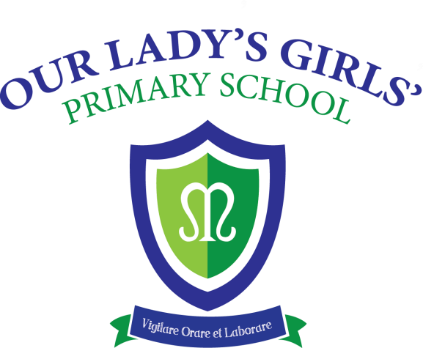 OUR LADY'S GIRLS'
PRIMARY SCHOOL
M
Vigilare Orare et Laborare